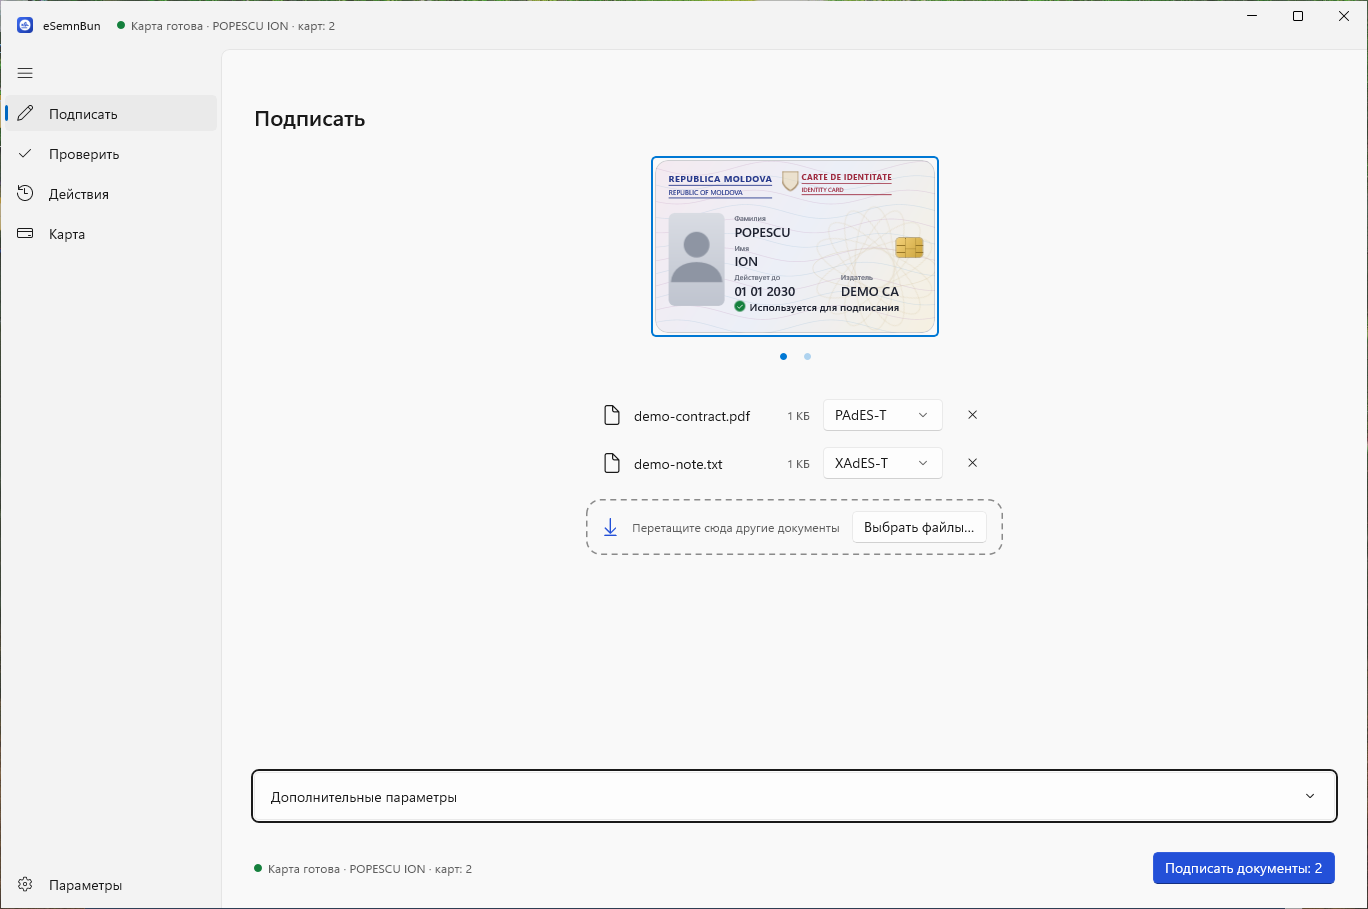 eSemnBun
Карта готова · POPESCU ION · карт: 2
Подписать
Проверить
Действия
Карта
Параметры
Подписать
REPUBLICA MOLDOVA
REPUBLIC OF MOLDOVA
CARTE DE IDENTITATE
IDENTITY CARD
Фамилия
POPESCU
Имя
ION
Действует до
01 01 2030
Издатель
DEMO CA
Используется для подписания
demo-contract.pdf 1 КБ PAdES-T
demo-note.txt 1 КБ XAdES-T
Перетащите сюда другие документы Выбрать файлы...
Дополнительные параметры
Карта готова · POPESCU ION · карт: 2
Подписать документы: 2